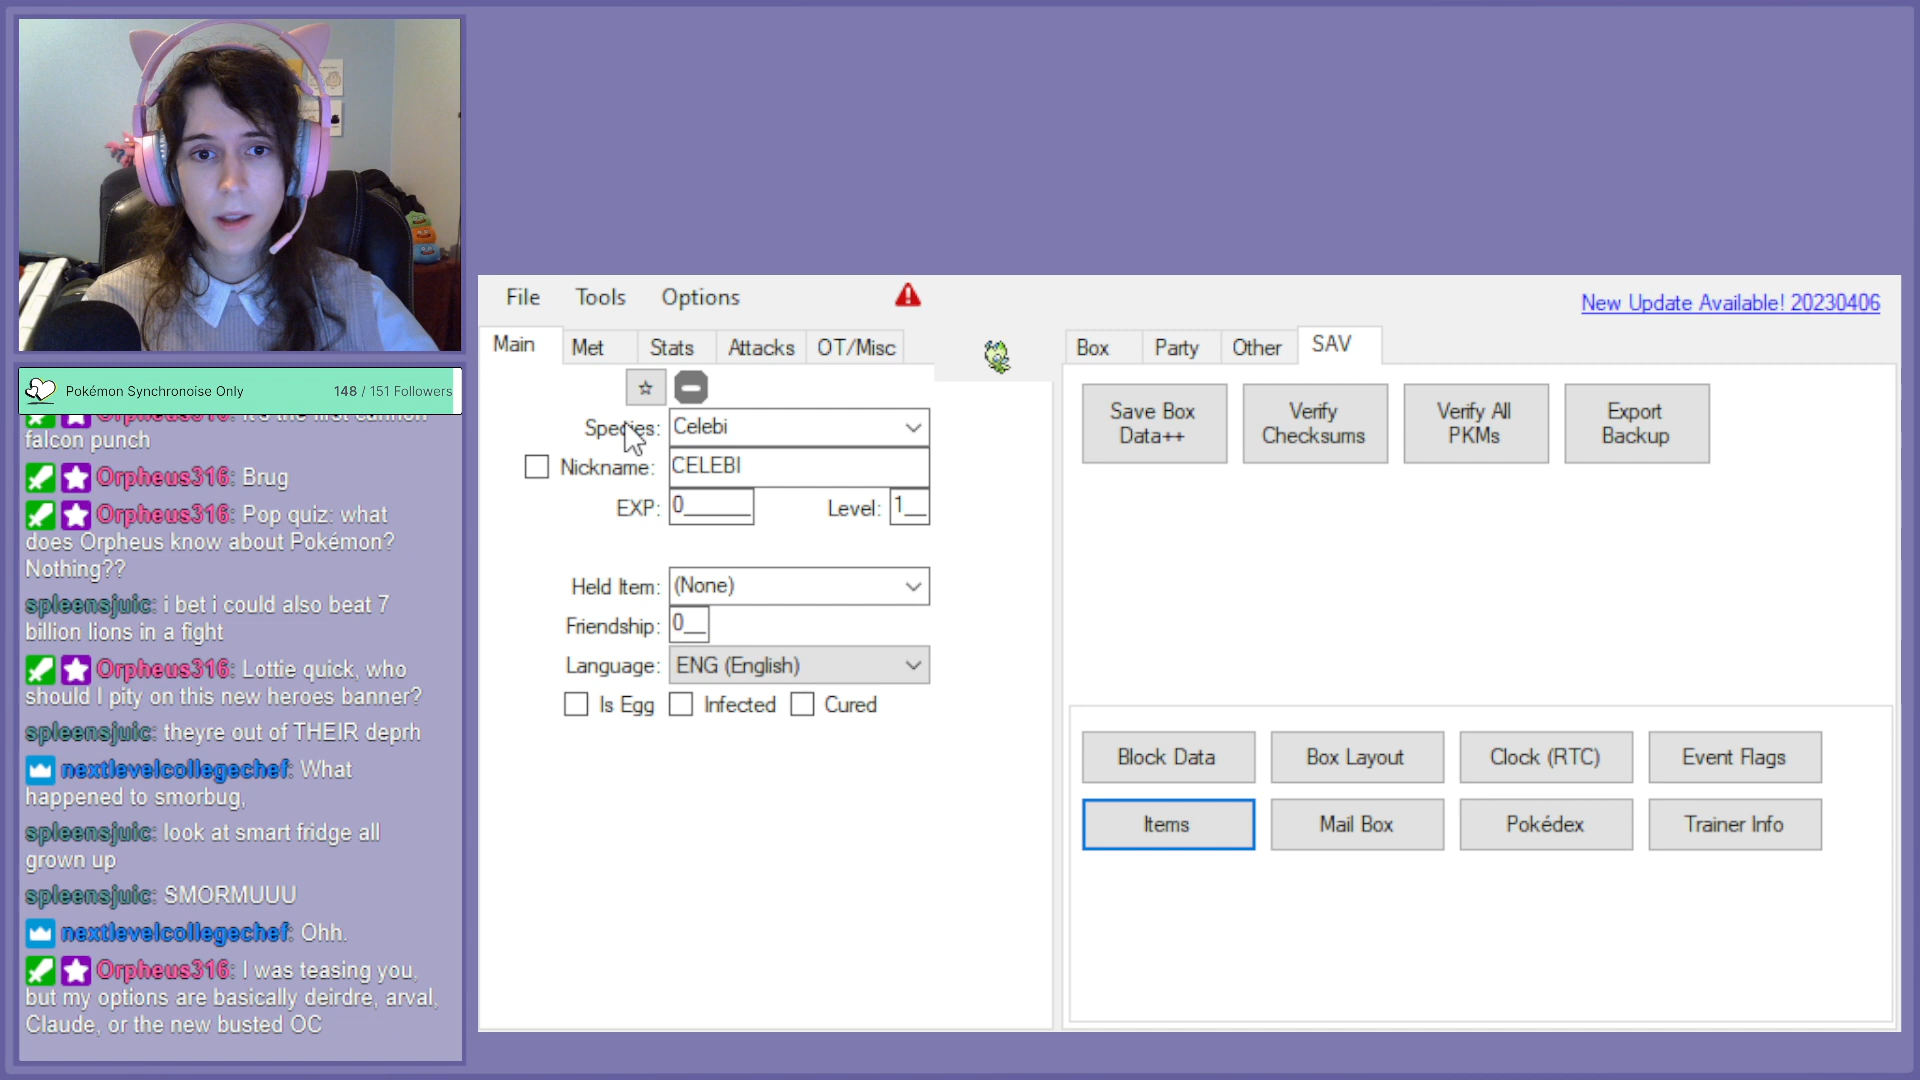 Pokémon Synchronoise Only 148 / 151 Followers
Orpheus316: It's the first cannon
falcon punch
Orpheus316: Brug
Orpheus316: Pop quiz: what
does Orpheus know about Pokémon?
Nothing??
spleensjuic: i bet i could also beat 7
billion lions in a fight
Orpheus316: Lottie quick, who
should I pity on this new heroes banner?
spleensjuic: theyre out of THEIR deprh
nextlevelcollegechef: What
happened to smorbug,
spleensjuic: look at smart fridge all
grown up
spleensjuic: SMORMUUU
nextlevelcollegechef: Ohh.
Orpheus316: I was teasing you,
but my options are basically deirdre, arval,
Claude, or the new busted OC
File Tools Options
New Update Available! 20230406
Main Met Stats Attacks OT/Misc
Species: Celebi
Nickname: CELEBI
EXP: 0 Level: 1
Held Item: (None)
Friendship: 0
Language: ENG (English)
Is Egg Infected Cured
Box Party Other SAV
Save Box
Data++
Verify
Checksums
Verify All
PKMs
Export
Backup
Block Data Box Layout Clock (RTC) Event Flags
Items Mail Box Pokédex Trainer Info